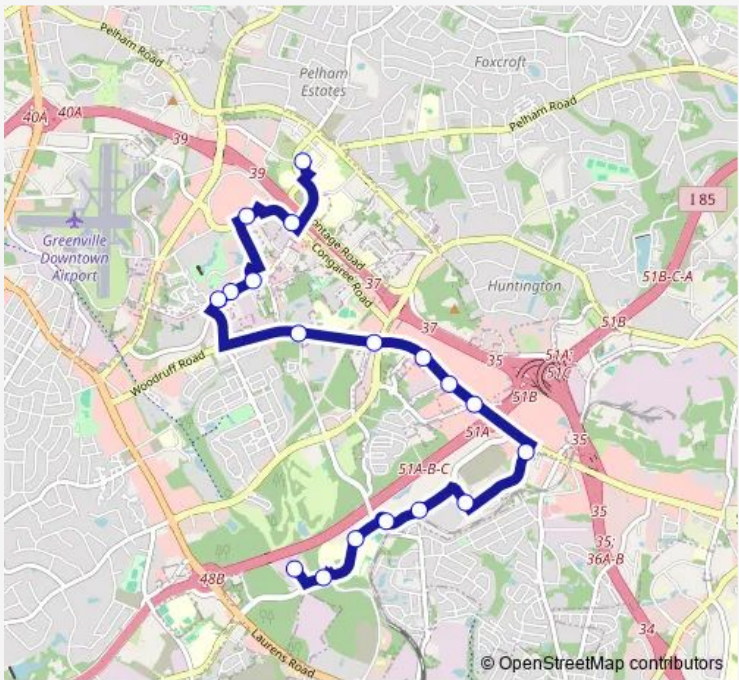 Pelham Road
Foxcroft
Pelham
Estates
40A
40A
39
Pelham Road
39
I 85
ontage Road
Congaree Road
Greenville
Downtown
Airport
51B-C-A
37
Huntington
37
51B
35
51A;
51C
Woodruff Road
51B
51A
35
51A-B-C
35
35;
36A-B
48B
34
Laurens Road
© OpenStreetMap contributors